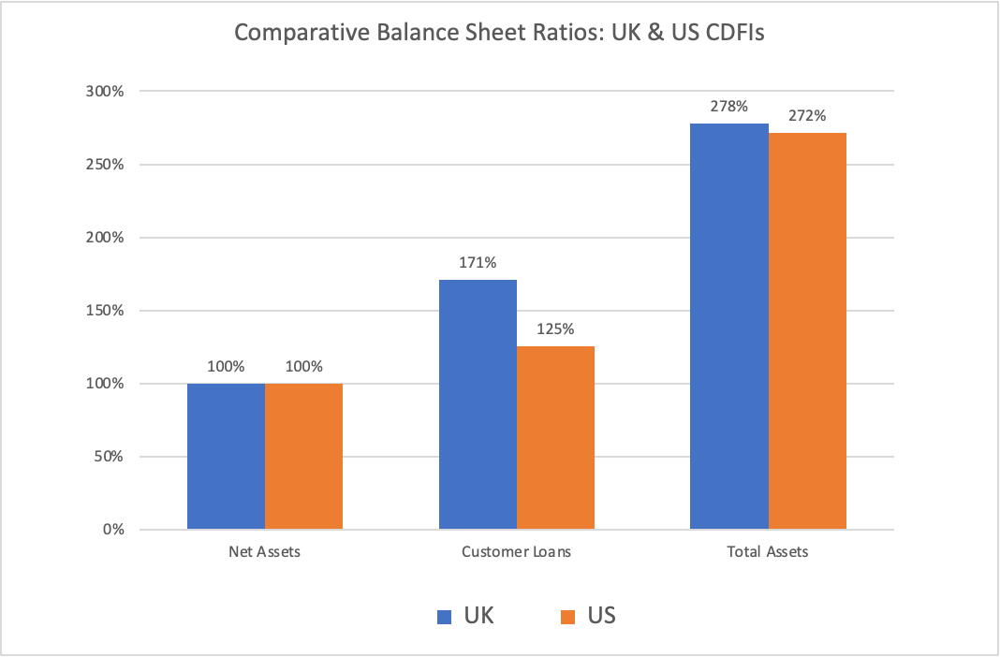 Comparative Balance Sheet Ratios: UK & US CDFIs
300%
250%
200%
150%
100%
50%
0%
100%
100%
171%
125%
278%
272%
Net Assets
Customer Loans
Total Assets
UK
US